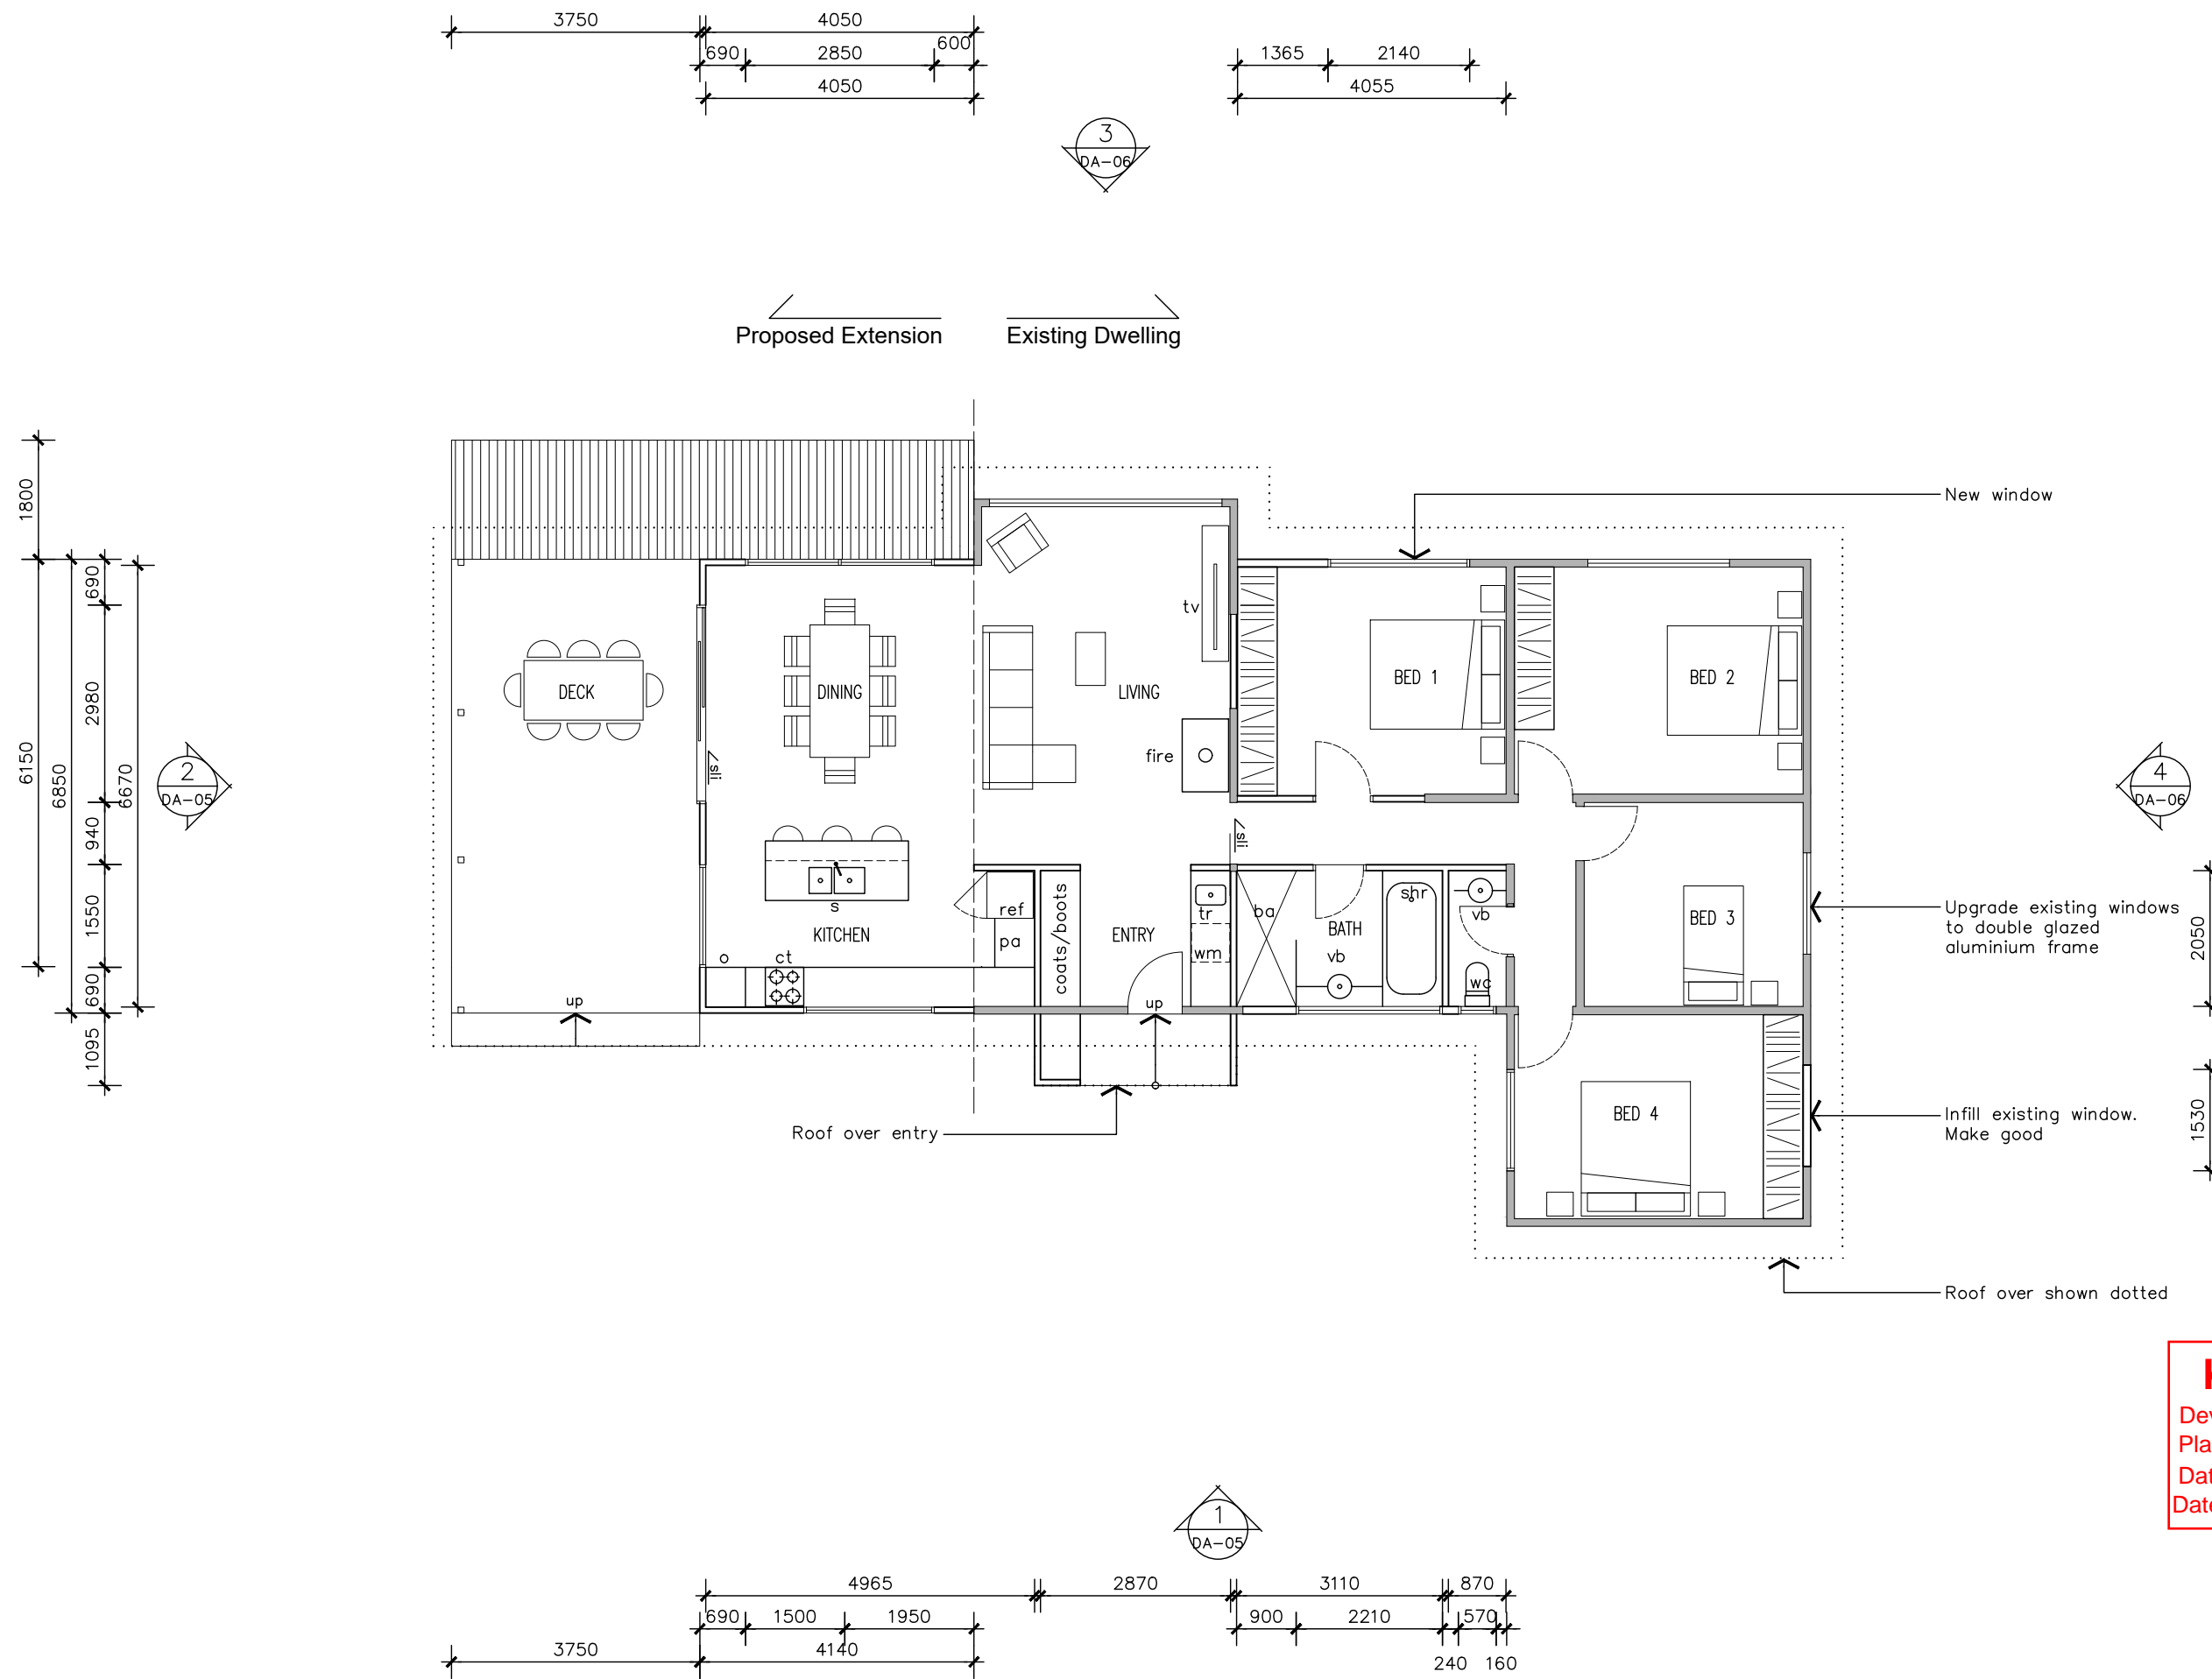 3750
4050
690
2850
600
4050
1365
2140
4055
3
DA-06
Proposed Extension
Existing Dwelling
1800
6150
6850
690
2980
940
1550
690
1095
6670
2
DA-05
New window
tv
BED 1
BED 2
DECK
DINING
LIVING
fire
sli
sli
4
DA-06
s
KITCHEN
ref
pa
o
ct
coats/boots
ENTRY
tr
wm
ba
BATH
shr
vb
vb
wc
BED 3
Upgrade existing windows
to double glazed
aluminium frame
2050
up
up
Roof over entry
BED 4
Infill existing window.
Make good
1530
Roof over shown dotted
1
DA-05
4965
2870
3110
870
690
1500
1950
900
2210
570
3750
4140
240
160